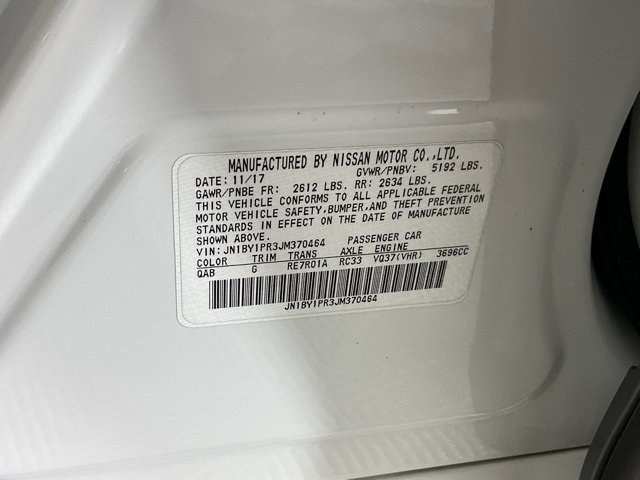 MANUFACTURED BY NISSAN MOTOR CO.,LTD.
DATE: 11/17 GVWR/PNBV: 5192 LBS.
GAWR/PNBE FR: 2612 LBS. RR: 2634 LBS.
THIS VEHICLE CONFORMS TO ALL APPLICABLE FEDERAL
MOTOR VEHICLE SAFETY,BUMPER,AND THEFT PREVENTION
STANDARDS IN EFFECT ON THE DATE OF MANUFACTURE
SHOWN ABOVE.
VIN: JN1BY1PR3JM370464 PASSENGER CAR
COLOR TRIM TRANS AXLE ENGINE
QAB G RE7R01A RC33 VQ37(VHR) 3696CC
JN1BY1PR3JM370464